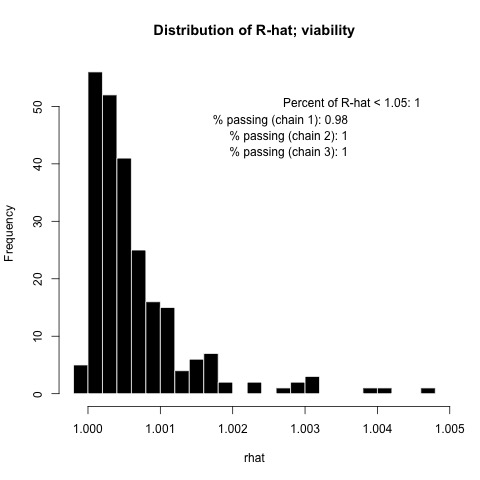 Distribution of R-hat; viability
Percent of R-hat < 1.05: 1
% passing (chain 1): 0.98
% passing (chain 2): 1
% passing (chain 3): 1
Frequency
50
40
30
20
10
0
1.000 1.001 1.002 1.003 1.004 1.005
rhat